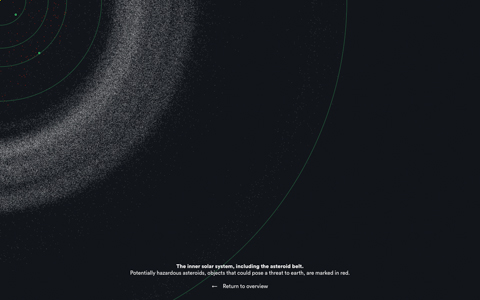 The inner solar system, including the asteroid belt.
Potentially hazardous asteroids, objects that could pose a threat to earth, are marked in red.
← Return to overview